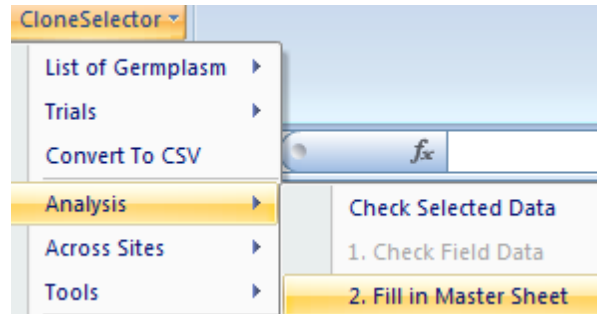 CloneSelector
List of Germplasm
Trials
Convert To CSV
fx
Analysis
Check Selected Data
Across Sites
1. Check Field Data
Tools
2. Fill in Master Sheet